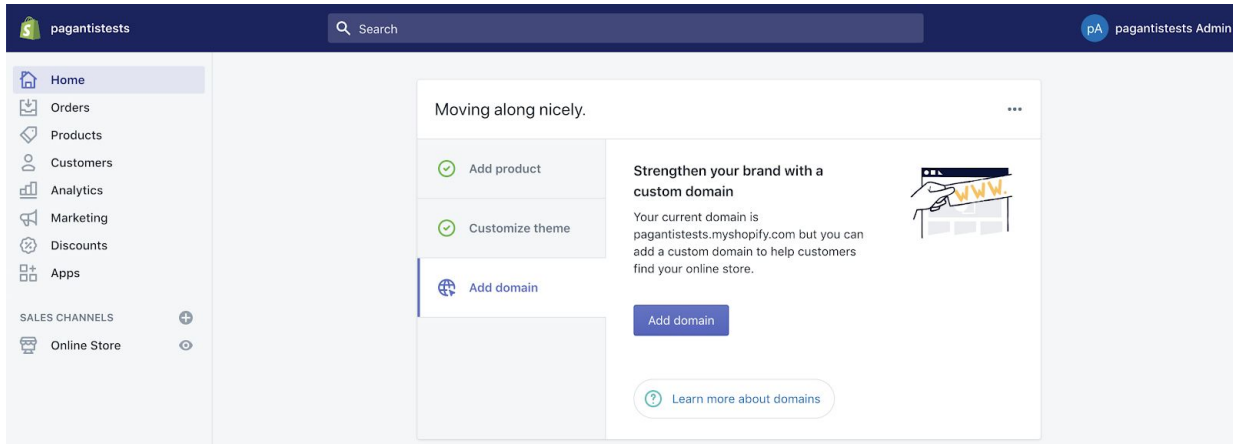 pagantistests
Search
pA pagantistests Admin
Home
Orders
Products
Customers
Analytics
Marketing
Discounts
Apps
SALES CHANNELS
Online Store
Moving along nicely.
Add product
Customize theme
Add domain
Strengthen your brand with a
custom domain
Your current domain is
pagantistests.myshopify.com but you can
add a custom domain to help customers
find your online store.
Add domain
Learn more about domains
WWW.